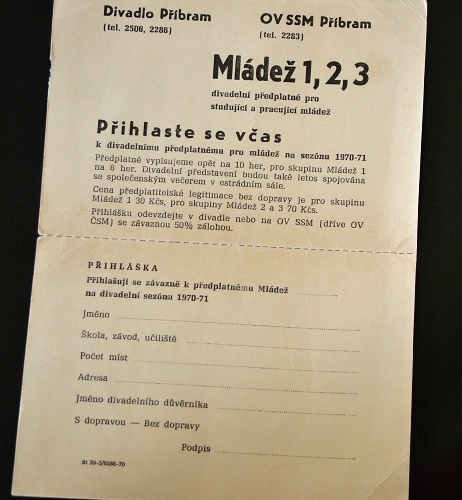 Divadlo Příbram
(tel. 2506, 2286)
OV SSM Příbram
(tel. 2283)
Mládež 1, 2, 3
divadelní předplatné pro
studující a pracující mládež
Přihlaste se včas
k divadelnímu předplatnému pro mládež na sezónu 1970-71
Předplatné vypisujeme opět na 10 her, pro skupinu Mládež 1
na 6 her. Divadelní představení budou také letos spojována
se společenským večerem v estrádním sále.
Cena předplatitelské legitimace bez dopravy je pro skupinu
Mládež 1 30 Kčs, pro skupiny Mládež 2 a 3 70 Kčs.
Přihlášku odevzdejte v divadle nebo na OV SSM (dříve OV
ČSM) se závaznou 50% zálohou.
PŘIHLÁŠKA
Přihlašuji se závazně k předplatnému Mládež
na divadelní sezónu 1970-71
Jméno
Škola, závod, učiliště
Počet míst
Adresa
Jméno divadelního důvěrníka
S dopravou — Bez dopravy
Podpis
St 39-3/6286-70